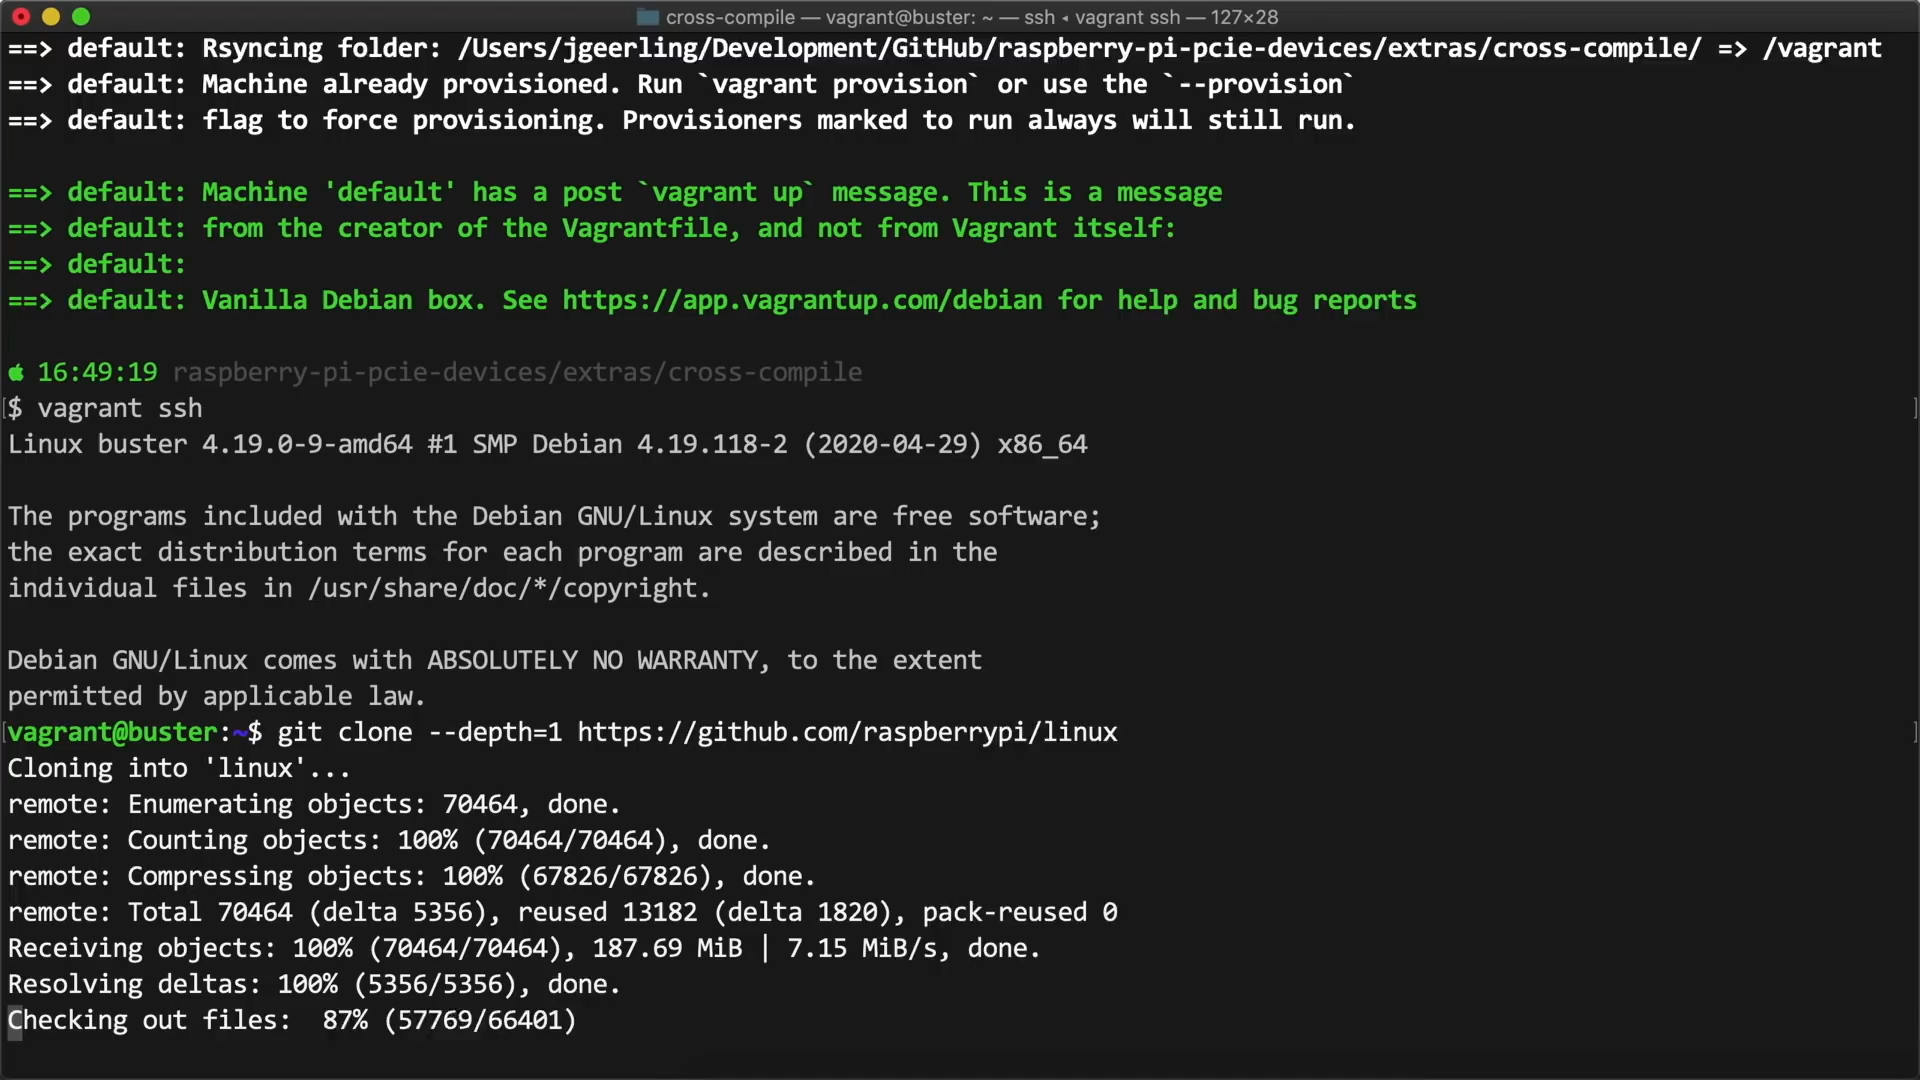 cross-compile — vagrant@buster: ~ — ssh ◂ vagrant ssh — 127×28
==> default: Rsyncing folder: /Users/jgeerling/Development/GitHub/raspberry-pi-pcie-devices/extras/cross-compile/ => /vagrant
==> default: Machine already provisioned. Run `vagrant provision` or use the `--provision`
==> default: flag to force provisioning. Provisioners marked to run always will still run.
==> default: Machine 'default' has a post `vagrant up` message. This is a message
==> default: from the creator of the Vagrantfile, and not from Vagrant itself:
==> default:
==> default: Vanilla Debian box. See https://app.vagrantup.com/debian for help and bug reports
16:49:19 raspberry-pi-pcie-devices/extras/cross-compile
[$ vagrant ssh ]
Linux buster 4.19.0-9-amd64 #1 SMP Debian 4.19.118-2 (2020-04-29) x86_64
The programs included with the Debian GNU/Linux system are free software;
the exact distribution terms for each program are described in the
individual files in /usr/share/doc/*/copyright.
Debian GNU/Linux comes with ABSOLUTELY NO WARRANTY, to the extent
permitted by applicable law.
[vagrant@buster:~$ git clone --depth=1 https://github.com/raspberrypi/linux ]
Cloning into 'linux'...
remote: Enumerating objects: 70464, done.
remote: Counting objects: 100% (70464/70464), done.
remote: Compressing objects: 100% (67826/67826), done.
remote: Total 70464 (delta 5356), reused 13182 (delta 1820), pack-reused 0
Receiving objects: 100% (70464/70464), 187.69 MiB | 7.15 MiB/s, done.
Resolving deltas: 100% (5356/5356), done.
Checking out files:  87% (57769/66401)